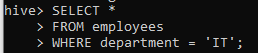 hive> SELECT *
    > FROM employees
    > WHERE department = 'IT';